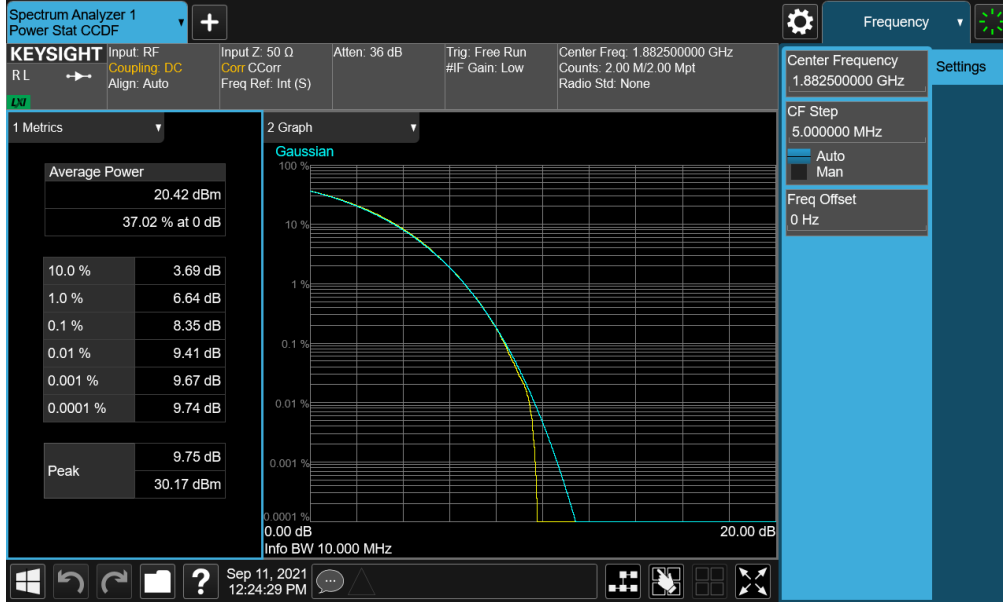 Spectrum Analyzer 1
Power Stat CCDF
Frequency
KEYSIGHT
Input: RF
Input Z: 50 Ω
Atten: 36 dB
Trig: Free Run
Center Freq: 1.882500000 GHz
R L
Coupling: DC
Corr CCorr
#IF Gain: Low
Counts: 2.00 M/2.00 Mpt
Align: Auto
Freq Ref: Int (S)
Radio Std: None
LXI
Center Frequency
1.882500000 GHz
Settings
CF Step
5.000000 MHz
Auto
Man
Freq Offset
0 Hz
1 Metrics
Average Power
20.42 dBm
37.02 % at 0 dB
10.0 % 3.69 dB
1.0 % 6.64 dB
0.1 % 8.35 dB
0.01 % 9.41 dB
0.001 % 9.67 dB
0.0001 % 9.74 dB
Peak
9.75 dB
30.17 dBm
2 Graph
Gaussian
100 %
10 %
1 %
0.1 %
0.01 %
0.001 %
0.0001 %
0.00 dB
20.00 dB
Info BW 10.000 MHz
?
Sep 11, 2021
12:24:29 PM